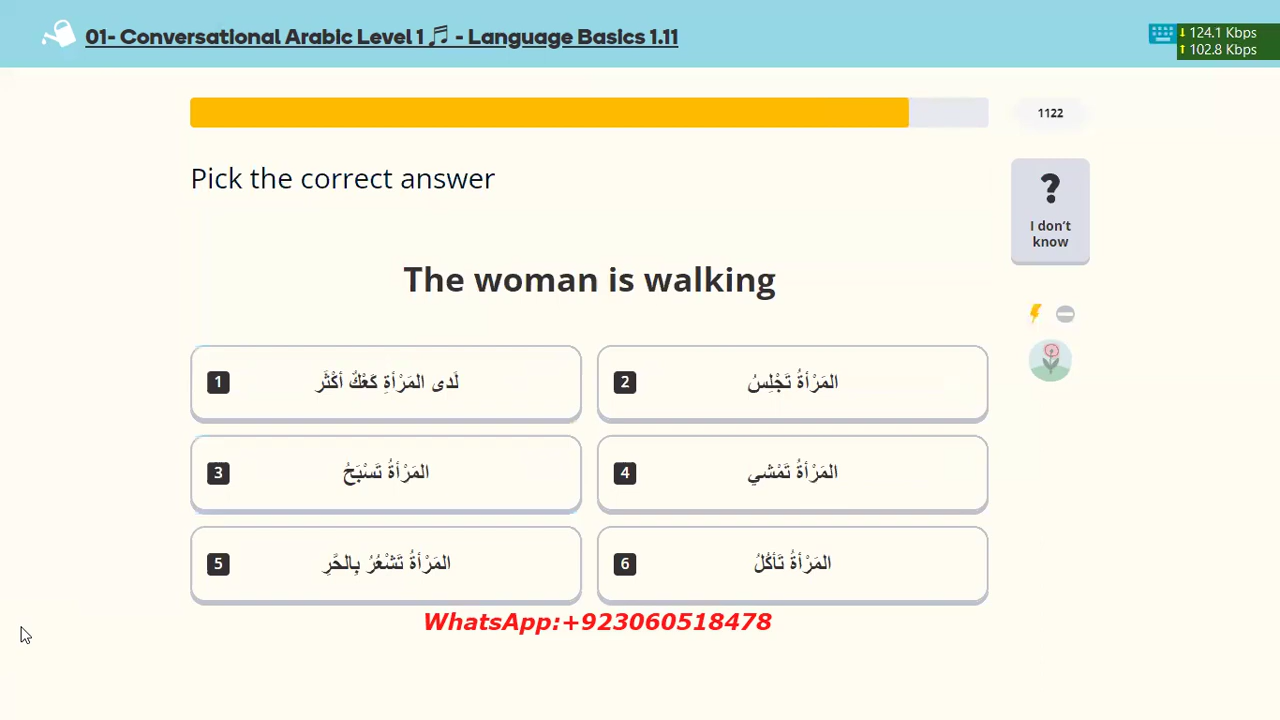 01- Conversational Arabic Level 1 🎵 - Language Basics 1.11
124.1 Kbps
102.8 Kbps
1122
Pick the correct answer
?
I don't
know
The woman is walking
1 لَدى المَرْأةِ كَعْكٌ أكْثَر
2 المَرْأةُ تَجْلِسُ
3 المَرْأةُ تَسْبَحُ
4 المَرْأةُ تَمْشي
5 المَرْأةُ تَشْعُرُ بِالحَّرِ
6 المَرْأةُ تَأكُلُ
WhatsApp:+923060518478